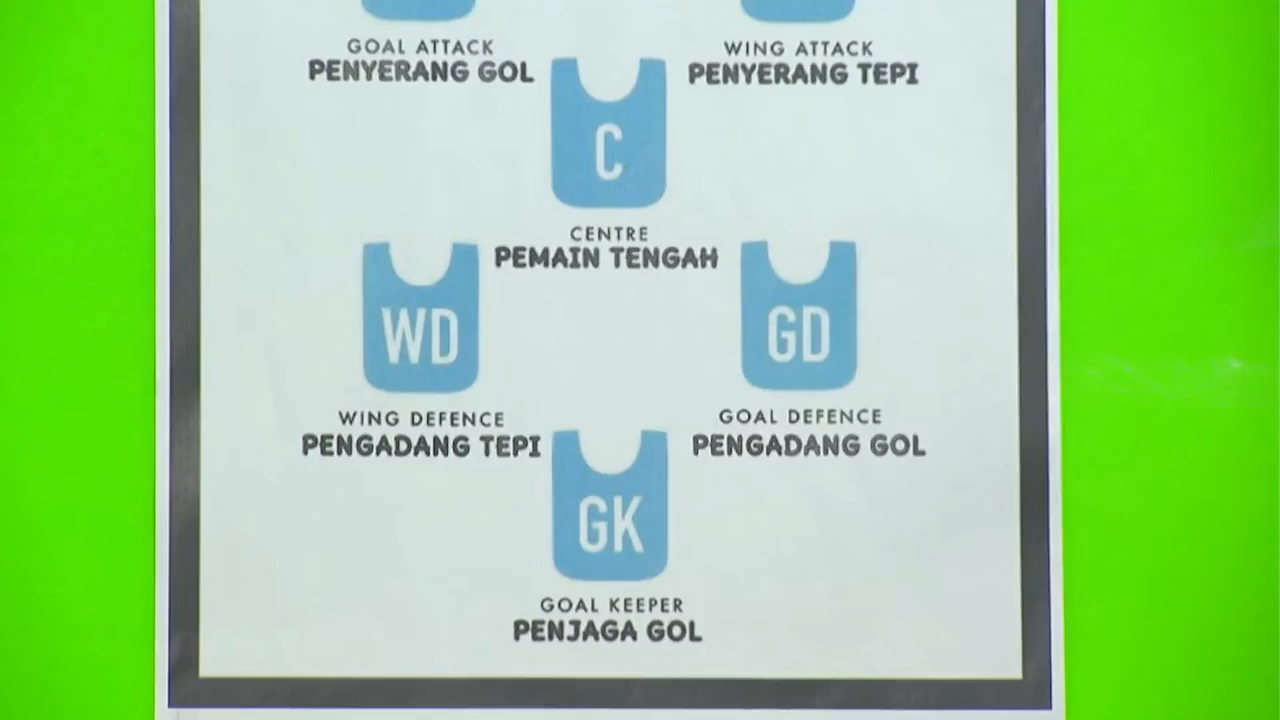 GOAL ATTACK
PENYERANG GOL
WING ATTACK
PENYERANG TEPI
C
CENTRE
PEMAIN TENGAH
WD
WING DEFENCE
PENGADANG TEPI
GD
GOAL DEFENCE
PENGADANG GOL
GK
GOAL KEEPER
PENJAGA GOL